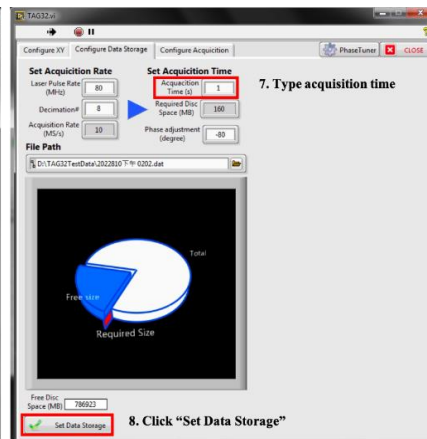 TAG32.vi
Configure XY
Configure Data Storage
Configure Acquicition
PhaseTuner
CLOSE
Set Acquicition Rate
Set Acquicition Time
Laser Pulse Rate (MHz)
80
Acquacition Time (s)
1
7. Type acquisition time
Decimation#
8
Required Disc Space (MB)
160
Acquisition Rate (MS/s)
10
Phase adjustment (degree)
-80
File Path
D:\TAG32TestData\2022810下午 0202.dat
Total
Free size
Required Size
Free Disc Space (MB)
786923
Set Data Storage
8. Click “Set Data Storage”